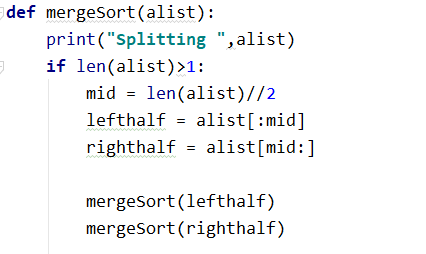 def mergeSort(alist):
    print("Splitting ",alist)
    if len(alist)>1:
        mid = len(alist)//2
        lefthalf = alist[:mid]
        righthalf = alist[mid:]

        mergeSort(lefthalf)
        mergeSort(righthalf)